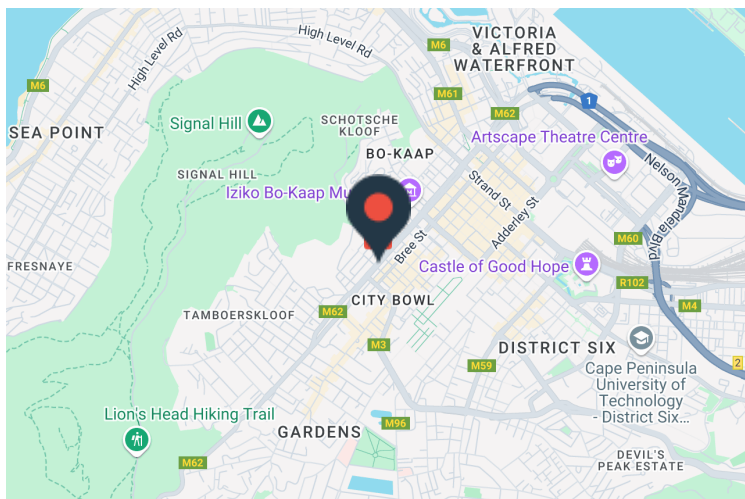 VICTORIA
& ALFRED
WATERFRONT
High Level Rd
High Level Rd
M6
M6
M61
M62
1
SEA POINT
Signal Hill
SCHOTSCHE
KLOOF
Artscape Theatre Centre
BO-KAAP
SIGNAL HILL
Iziko Bo-Kaap Mu
Strand St
Nelson Mandela Blvd
Adderley St
Bree St
M60
FRESNAYE
Castle of Good Hope
R102
CITY BOWL
M4
TAMBOERSKLOOF
M62
M3
DISTRICT SIX
M59
2
Cape Peninsula
University of
Technology
- District Six...
Lion's Head Hiking Trail
M96
GARDENS
M62
DEVIL'S
PEAK ESTATE